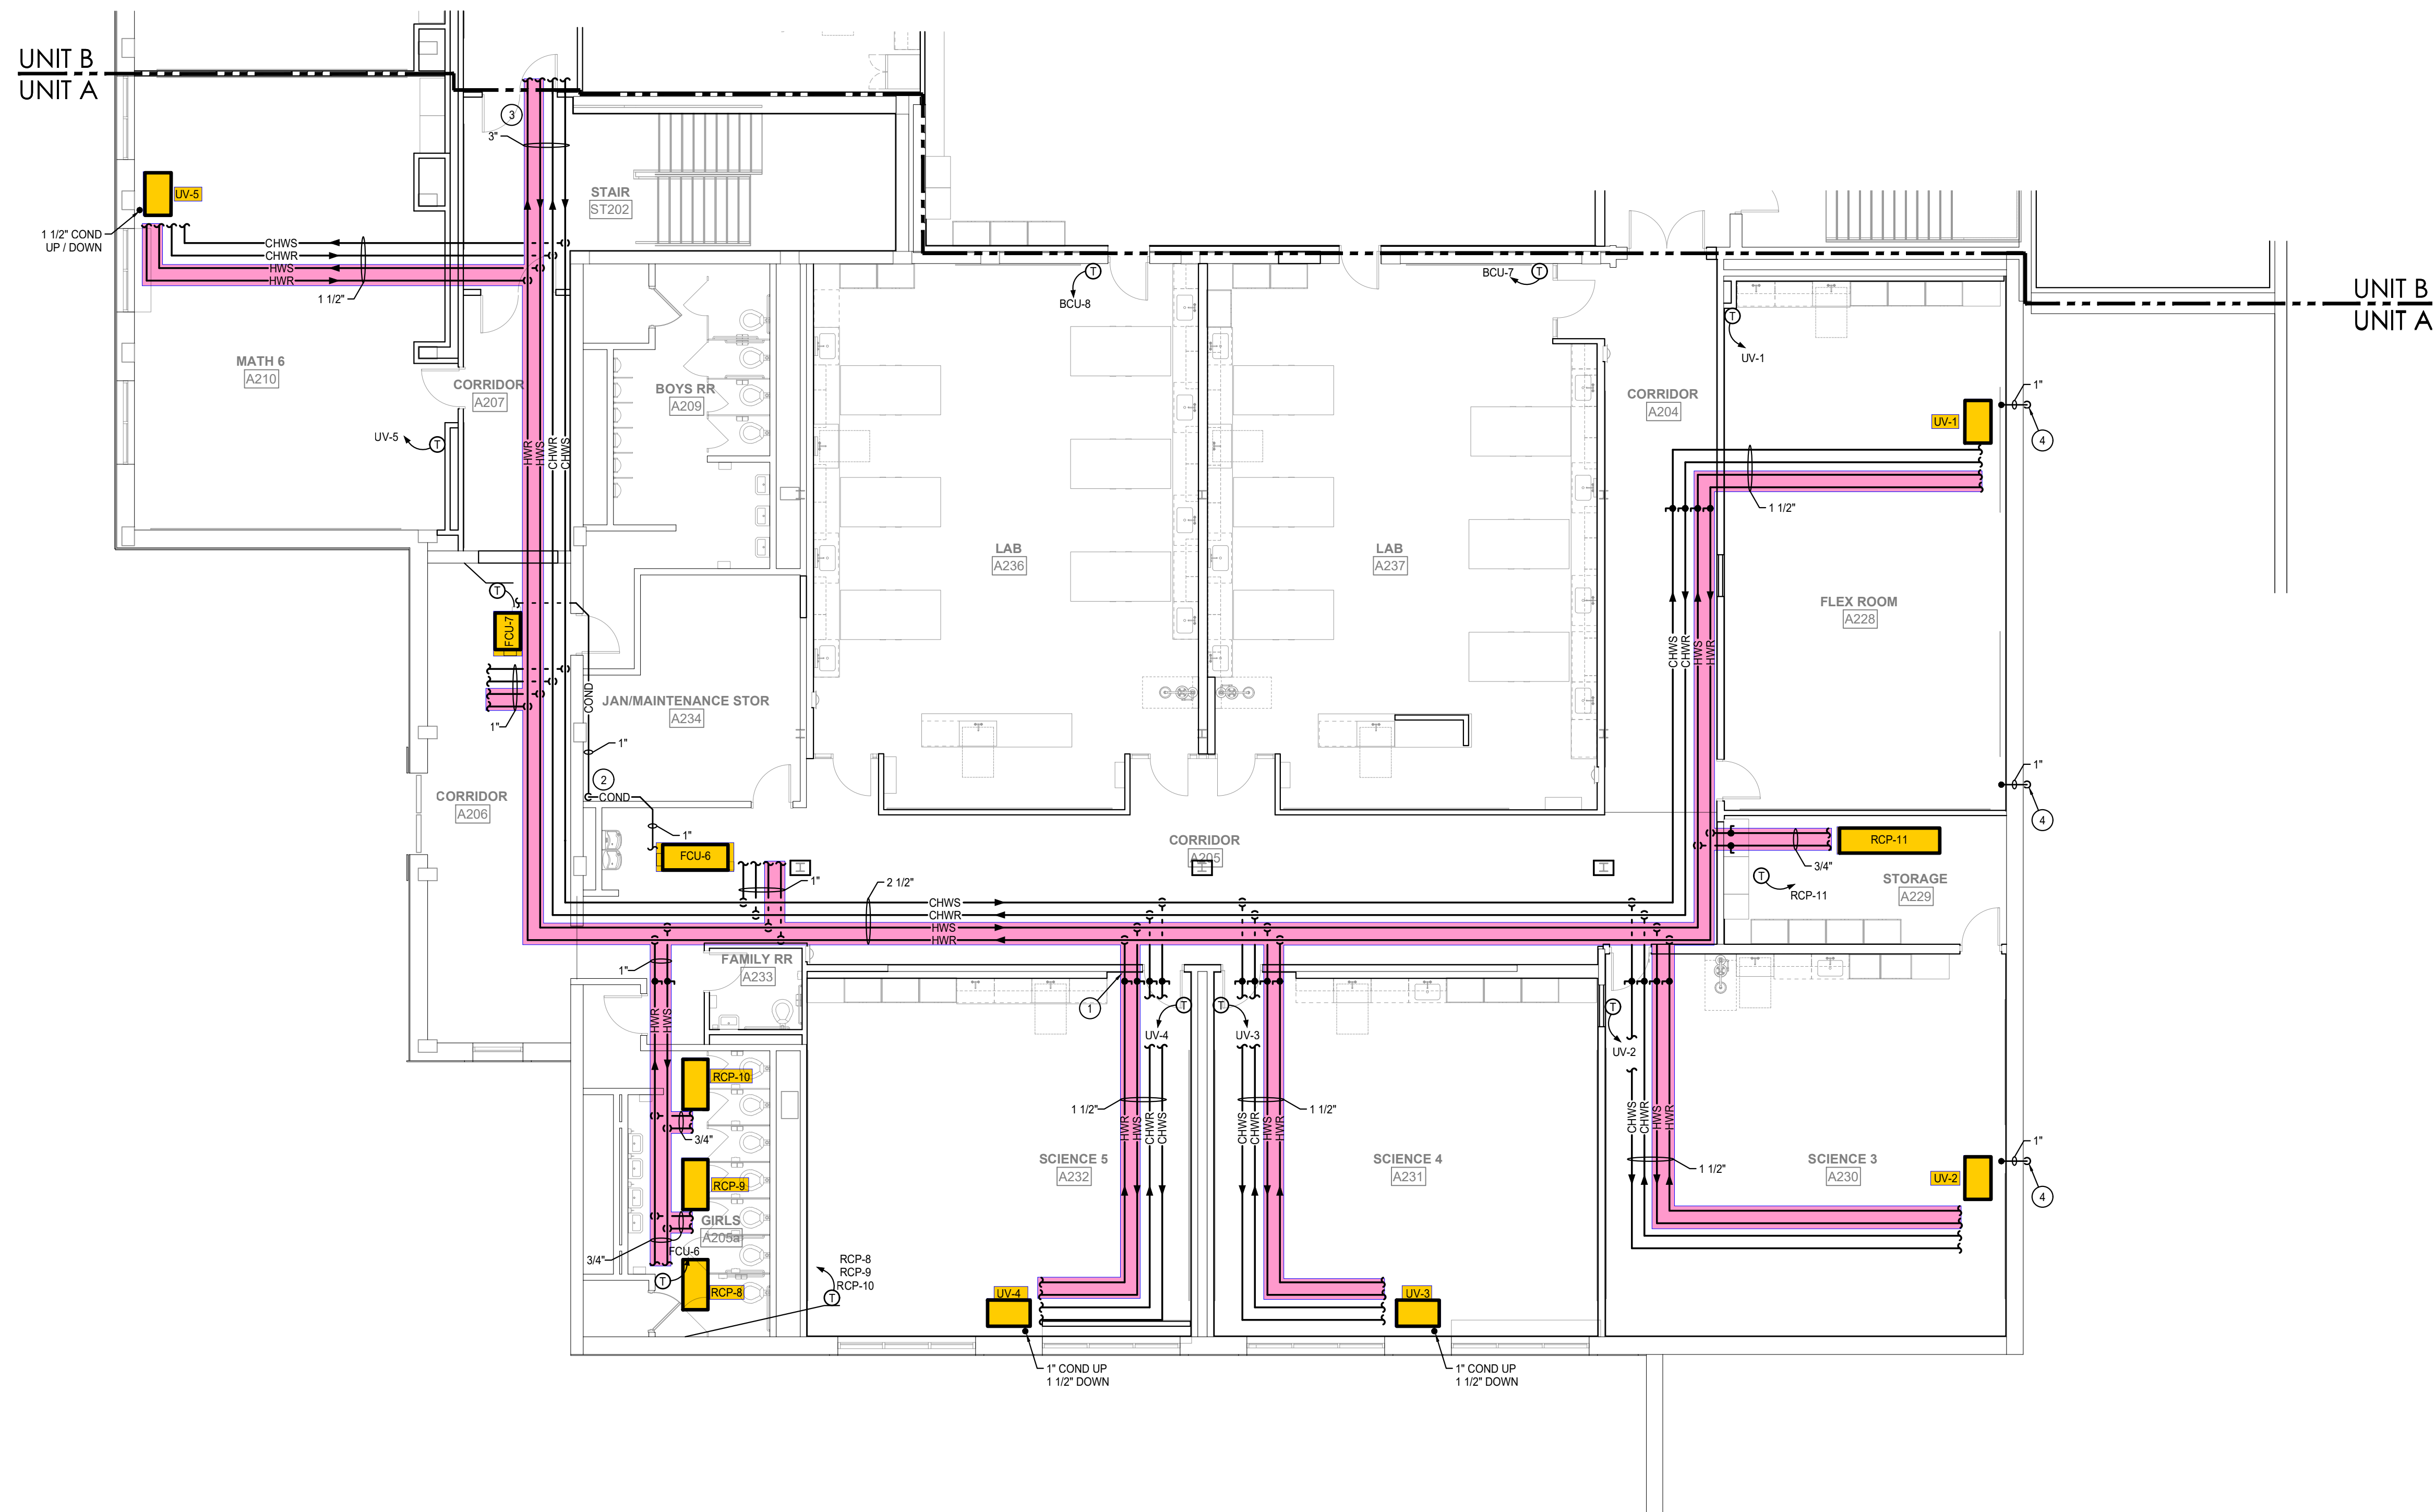 UNIT B
UNIT A
3
3"
STAIR
ST202
UV-5
1 1/2" COND
UP / DOWN
CHWS
CHWR
HWS
HWR
1 1/2"
T
BCU-8
BCU-7
T
UNIT B
UNIT A
T
UV-1
MATH 6
A210
CORRIDOR
A207
BOYS RR
A209
CORRIDOR
A204
1"
UV-1
4
UV-5
T
HWR
HWS
CHWR
CHWS
1 1/2"
LAB
A236
LAB
A237
FLEX ROOM
A228
T
FCU-7
CHWS
CHWR
HWS
HWR
COND
JAN/MAINTENANCE STOR
A234
1"
1"
2
COND
1"
4
CORRIDOR
A206
1"
FCU-6
CORRIDOR
A205
RCP-11
3/4"
1"
2 1/2"
T
RCP-11
STORAGE
A229
CHWS
CHWR
HWS
HWR
FAMILY RR
A233
1"
1
T
UV-4
T
UV-3
T
UV-2
HWR
HWS
RCP-10
3/4"
1 1/2"
HWR
HWS
CHWR
CHWS
1 1/2"
CHWS
CHWR
HWS
HWR
CHWS
CHWR
HWS
HWR
1 1/2"
SCIENCE 5
A232
SCIENCE 4
A231
SCIENCE 3
A230
UV-2
1"
4
RCP-9
GIRLS
A205a
3/4"
FCU-6
T
RCP-8
RCP-8
RCP-9
RCP-10
T
UV-4
UV-3
1" COND UP
1 1/2" DOWN
1" COND UP
1 1/2" DOWN